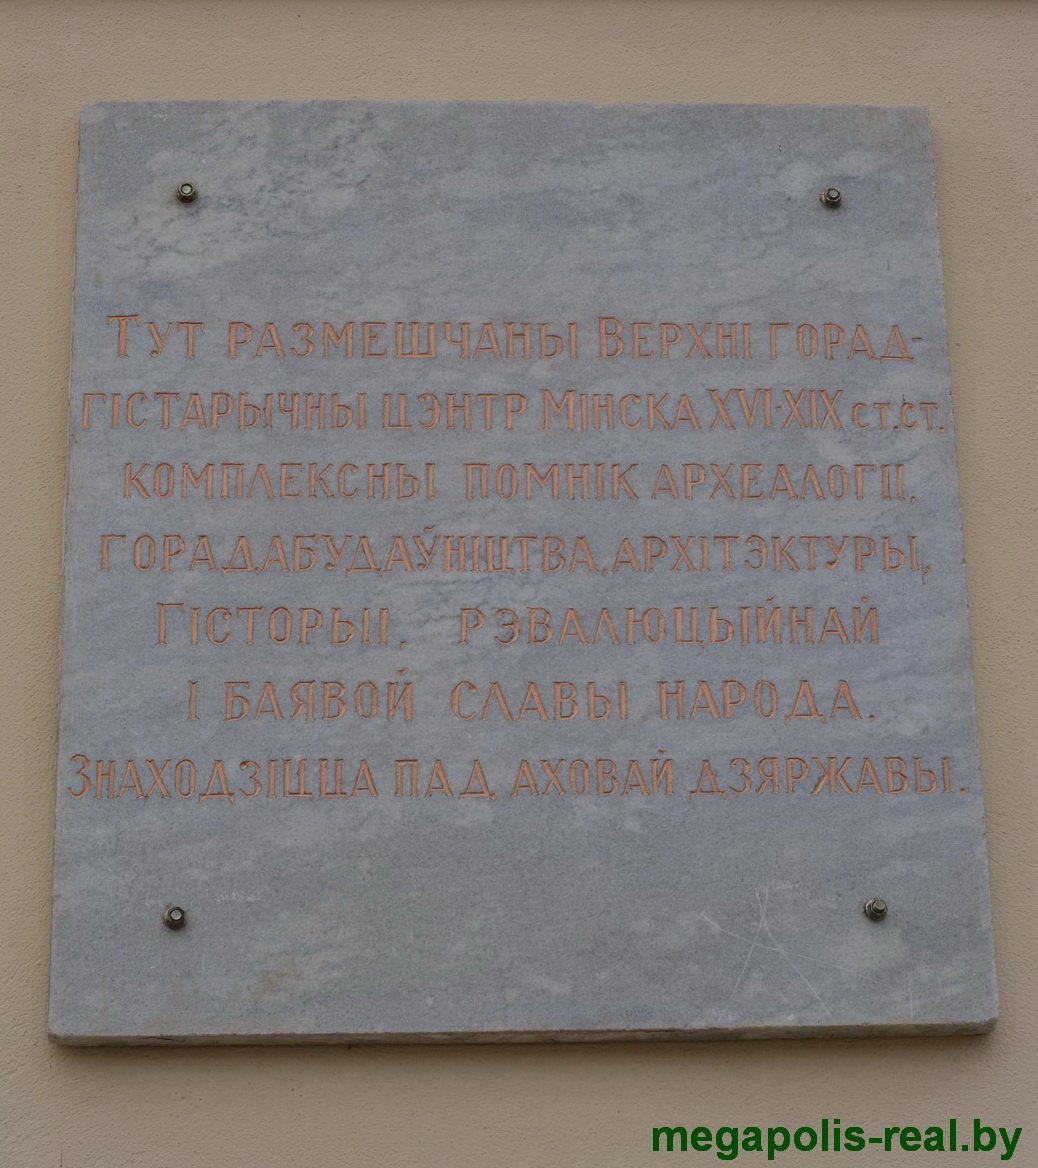 Тут размешчаны Верхні горад-
гістарычны цэнтр Мінска XVI-XIX ст.ст.
комплексны помнік археалогіі,
горадабудаўніцтва, архітэктуры,
гісторыі, рэвалюцыйнай
і баявой славы народа.
Знаходзіцца пад аховай дзяржавы.
megapolis-real.by